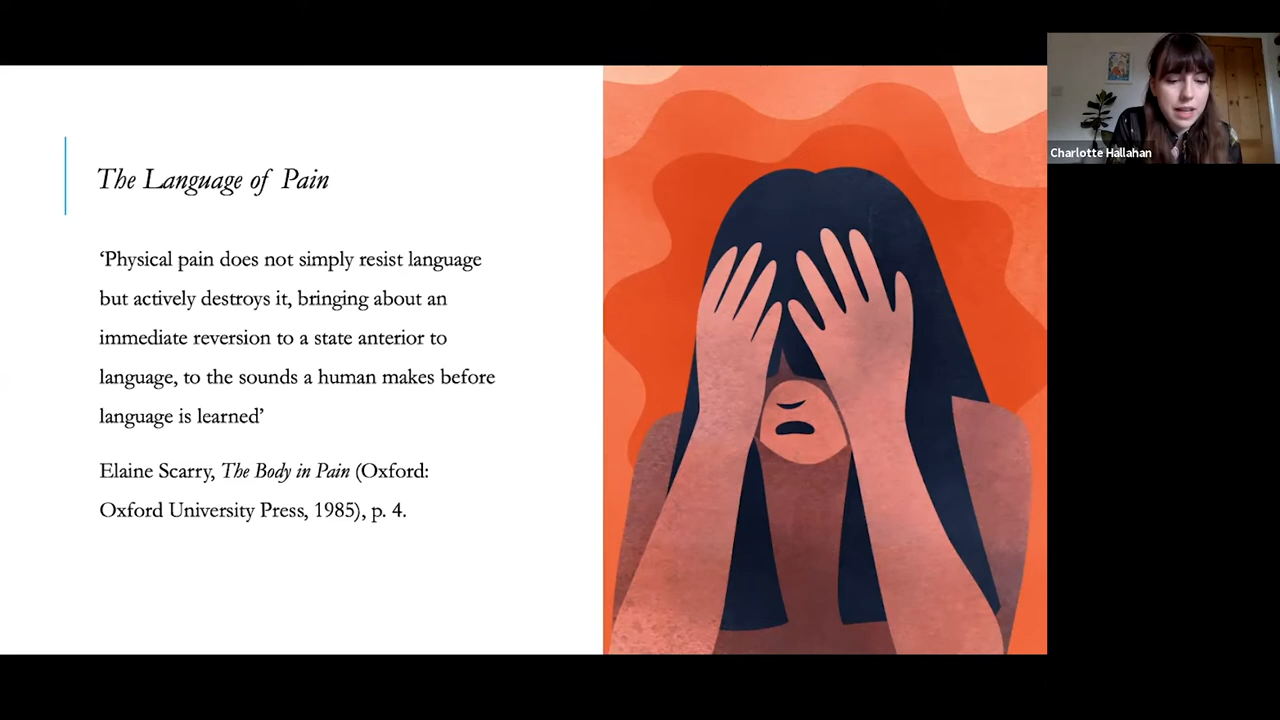 The Language of Pain
‘Physical pain does not simply resist language
but actively destroys it, bringing about an
immediate reversion to a state anterior to
language, to the sounds a human makes before
language is learned’
Elaine Scarry, The Body in Pain (Oxford:
Oxford University Press, 1985), p. 4.
Charlotte Hallahan